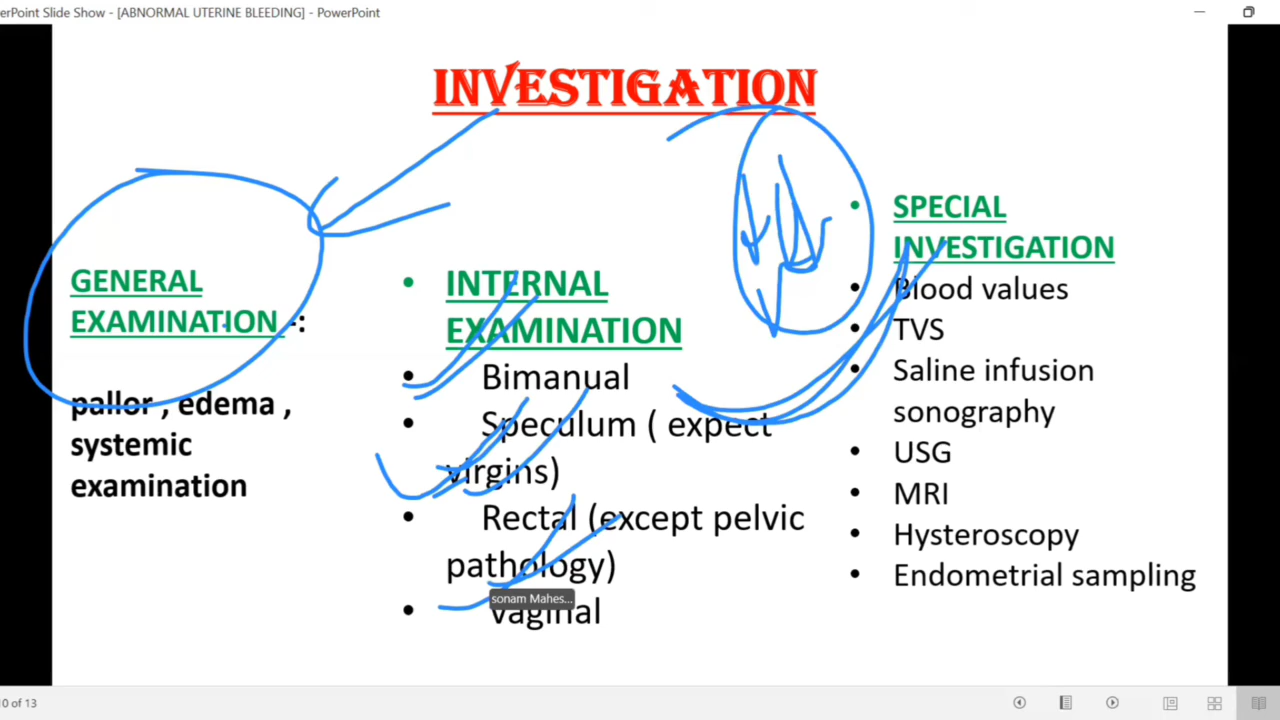 erPoint Slide Show - [ABNORMAL UTERINE BLEEDING] - PowerPoint
INVESTIGATION
GENERAL
EXAMINATION -:
pallor , edema ,
systemic
examination
• INTERNAL
EXAMINATION
• Bimanual
• Speculum ( expect
virgins)
• Rectal (except pelvic
pathology)
• vaginal
sonam Mahes...
• SPECIAL
INVESTIGATION
• Blood values
• TVS
• Saline infusion
sonography
• USG
• MRI
• Hysteroscopy
• Endometrial sampling
10 of 13